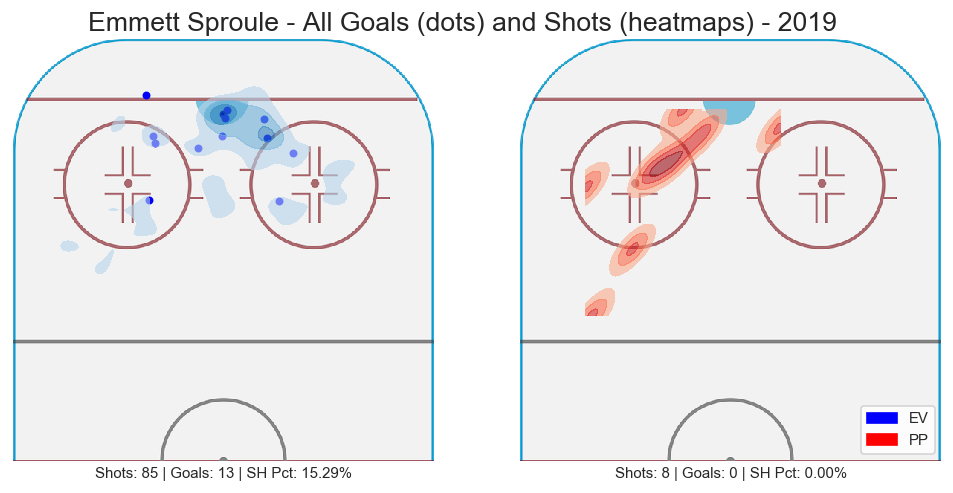 Emmett Sproule - All Goals (dots) and Shots (heatmaps) - 2019
EV
PP
Shots: 85 | Goals: 13 | SH Pct: 15.29%
Shots: 8 | Goals: 0 | SH Pct: 0.00%